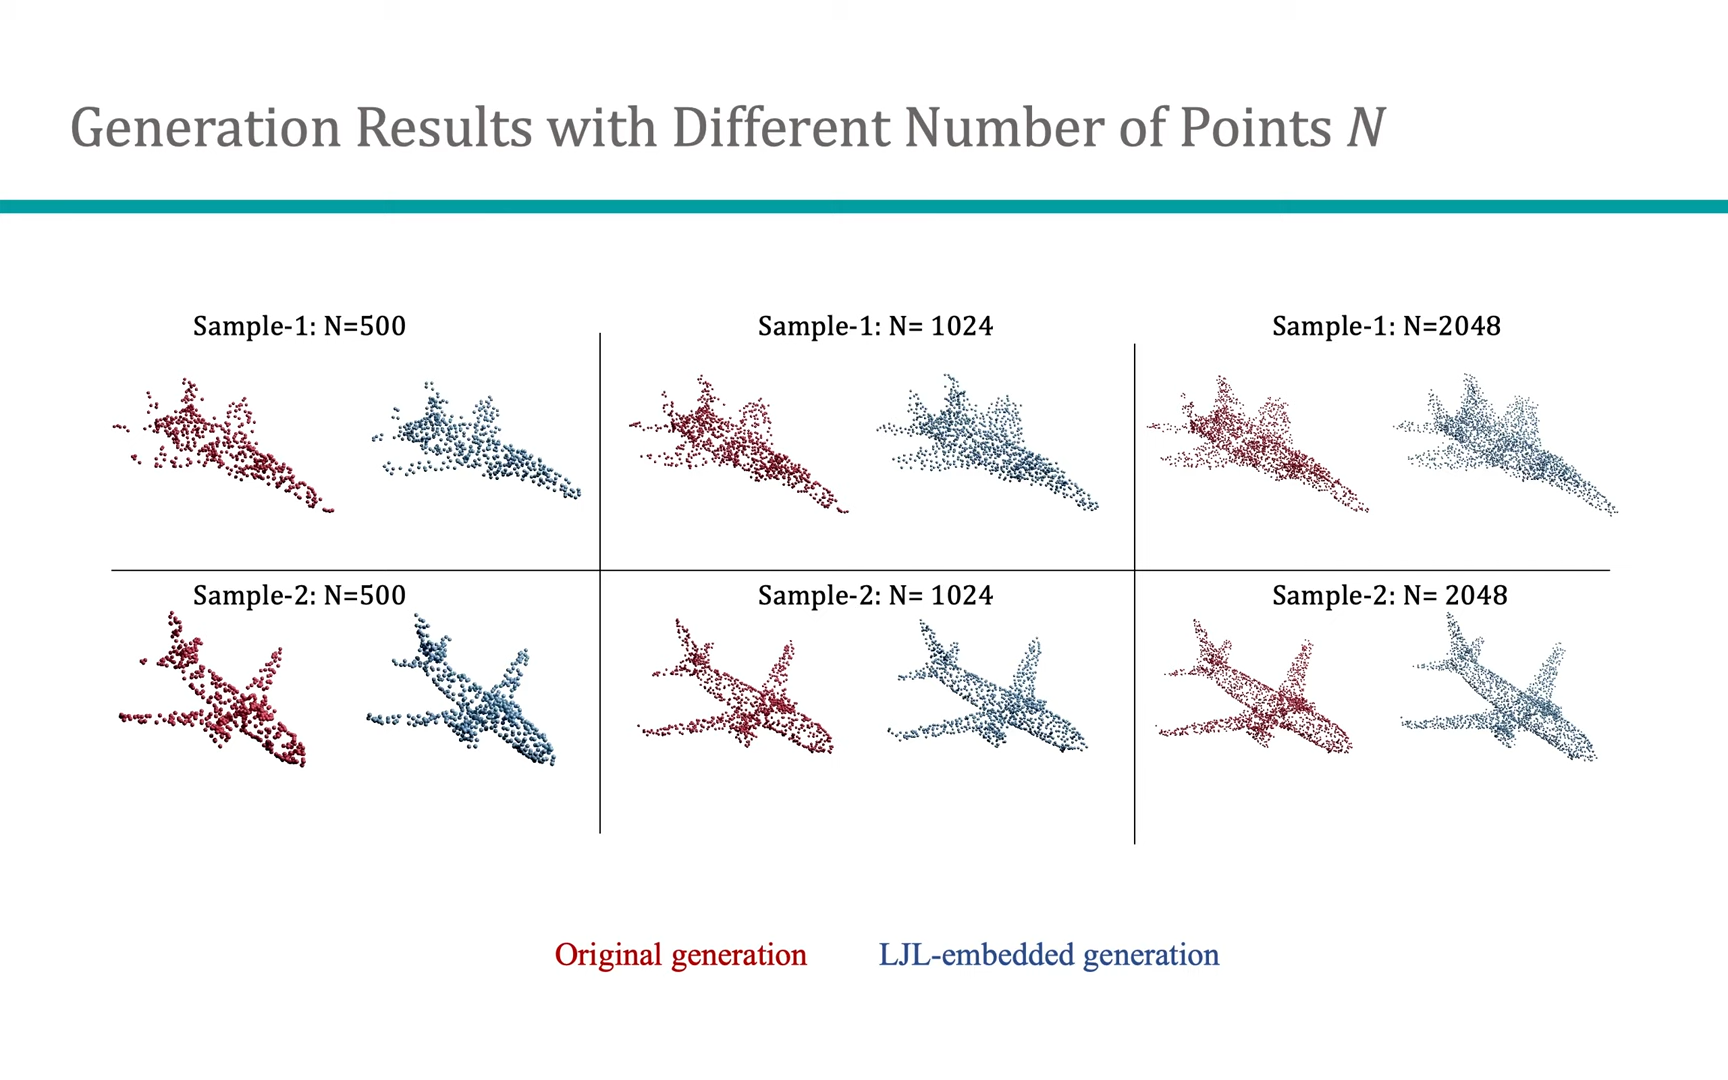 Generation Results with Different Number of Points N
Sample-1: N=500
Sample-1: N= 1024
Sample-1: N=2048
Sample-2: N=500
Sample-2: N= 1024
Sample-2: N= 2048
Original generation
LJL-embedded generation